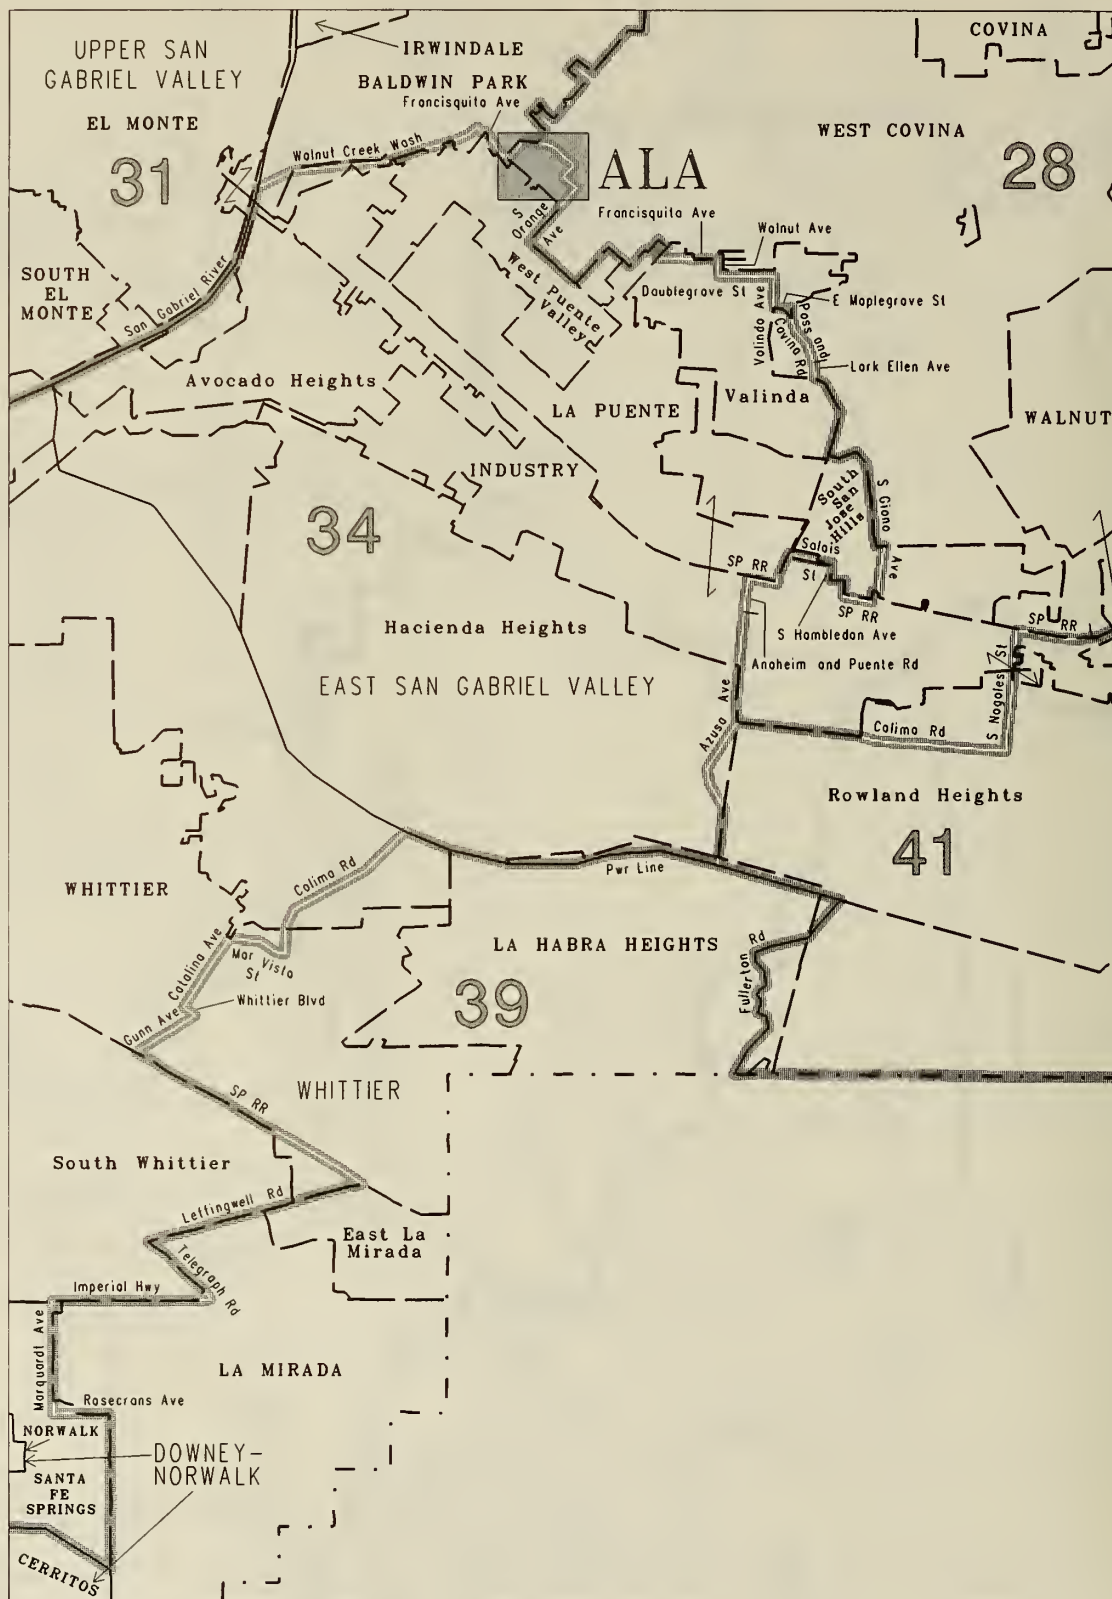 UPPER SAN
GABRIEL VALLEY
IRWINDALE
COVINA
BALDWIN PARK
Francisquito Ave
EL MONTE
WEST COVINA
31
Walnut Creek Wash
28
ALA
S Orange Ave
Francisquito Ave
Walnut Ave
SOUTH
EL
MONTE
San Gabriel River
West Puente
Valley
Doublegrove St
Valinda Ave
E Maplegrove St
Pass and
Covina Rd
Lark Ellen Ave
Avocado Heights
Valinda
LA PUENTE
WALNUT
INDUSTRY
South
San
Jose
Hills
S Giano
Ave
34
Salais
St
SP RR
SP RR
SP RR
Hacienda Heights
S Hambledon Ave
Anaheim and Puente Rd
S Nogales St
EAST SAN GABRIEL VALLEY
Azusa Ave
Colima Rd
Rowland Heights
41
Pwr Line
Colima Rd
WHITTIER
LA HABRA HEIGHTS
Fullerton Rd
Catalina Ave
Mar Vista
St
Whittier Blvd
39
Gunn Ave
WHITTIER
SP RR
South Whittier
Leffingwell Rd
East La
Mirada
Telegraph Rd
Imperial Hwy
Marquardt Ave
LA MIRADA
Rosecrans Ave
NORWALK
DOWNEY-
NORWALK
SANTA
FE
SPRINGS
CERRITOS